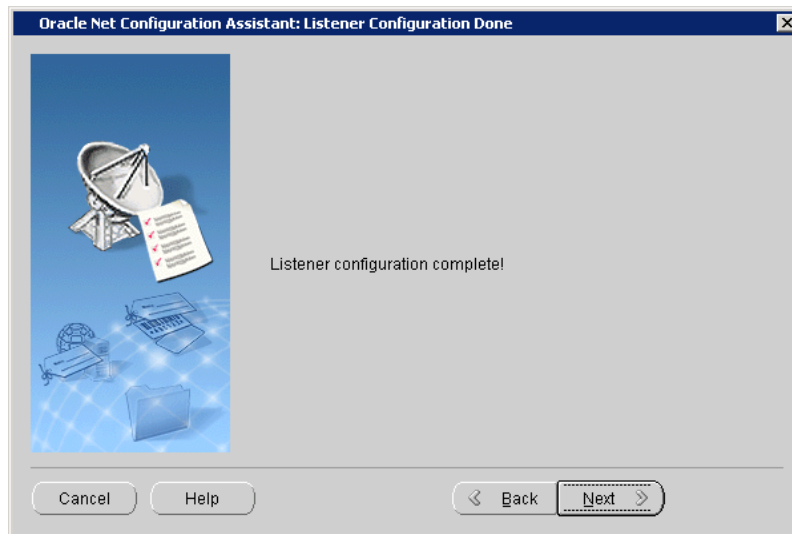 Oracle Net Configuration Assistant: Listener Configuration Done
Listener configuration complete!
Cancel
Help
Back
Next